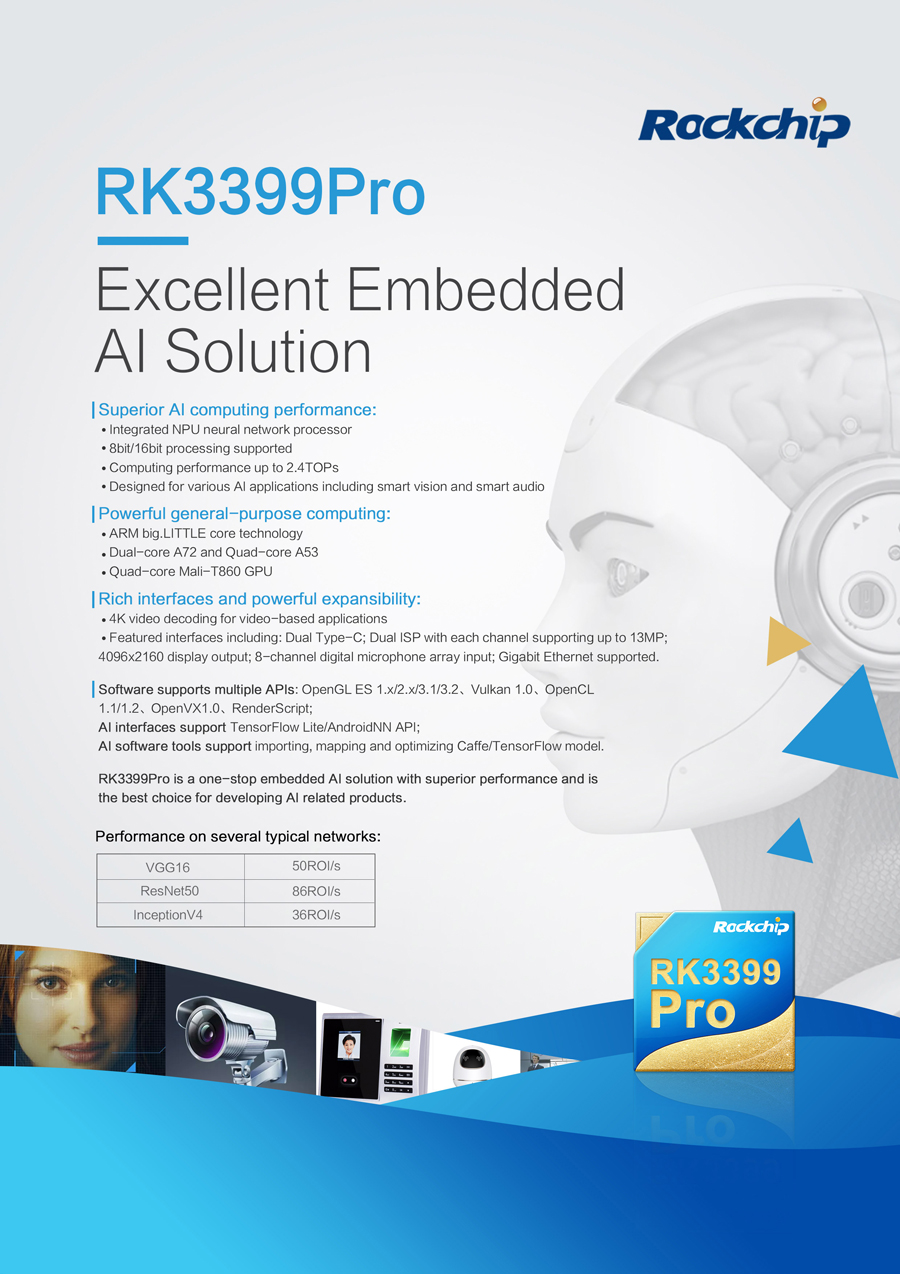 Rockchip
RK3399Pro
Excellent Embedded
AI Solution
Superior AI computing performance:
• Integrated NPU neural network processor
• 8bit/16bit processing supported
• Computing performance up to 2.4TOPs
• Designed for various AI applications including smart vision and smart audio
Powerful general-purpose computing:
• ARM big.LITTLE core technology
• Dual-core A72 and Quad-core A53
• Quad-core Mali-T860 GPU
Rich interfaces and powerful expansibility:
• 4K video decoding for video-based applications
• Featured interfaces including: Dual Type-C; Dual ISP with each channel supporting up to 13MP;
4096x2160 display output; 8-channel digital microphone array input; Gigabit Ethernet supported.
Software supports multiple APIs: OpenGL ES 1.x/2.x/3.1/3.2、Vulkan 1.0、OpenCL
1.1/1.2、OpenVX1.0、RenderScript;
AI interfaces support TensorFlow Lite/AndroidNN API;
AI software tools support importing, mapping and optimizing Caffe/TensorFlow model.
RK3399Pro is a one-stop embedded AI solution with superior performance and is
the best choice for developing AI related products.
Performance on several typical networks:
VGG16 50ROI/s
ResNet50 86ROI/s
InceptionV4 36ROI/s
Rockchip
RK3399
Pro